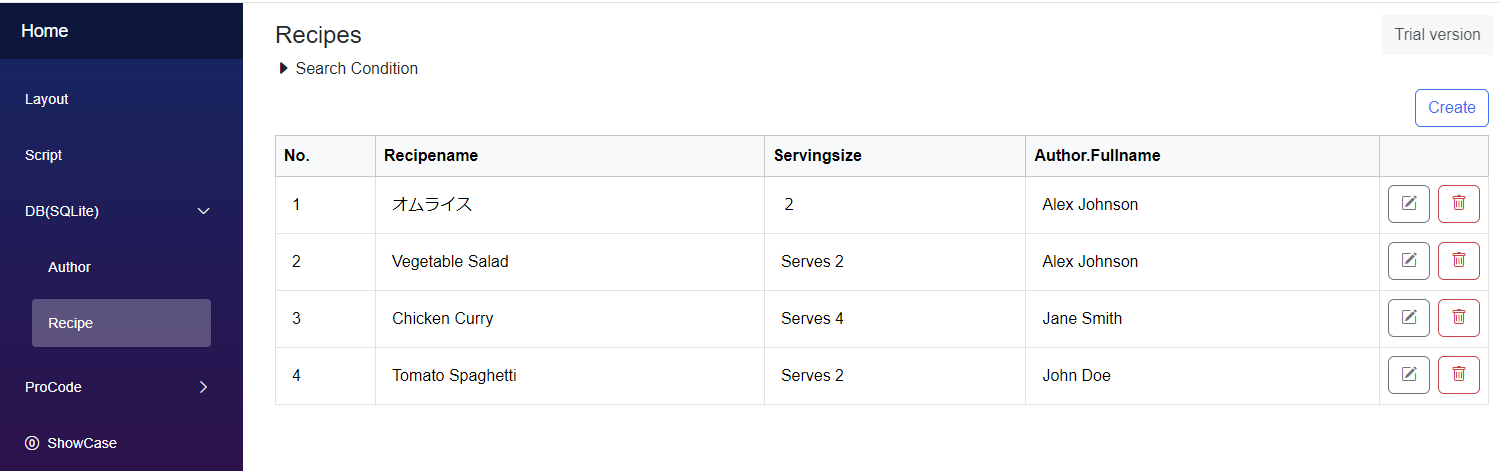 Home
Layout
Script
DB(SQLite)
Author
Recipe
ProCode
ShowCase
Recipes
Trial version
Search Condition
Create
No. Recipename Servingsize Author.Fullname
1 オムライス 2 Alex Johnson
2 Vegetable Salad Serves 2 Alex Johnson
3 Chicken Curry Serves 4 Jane Smith
4 Tomato Spaghetti Serves 2 John Doe